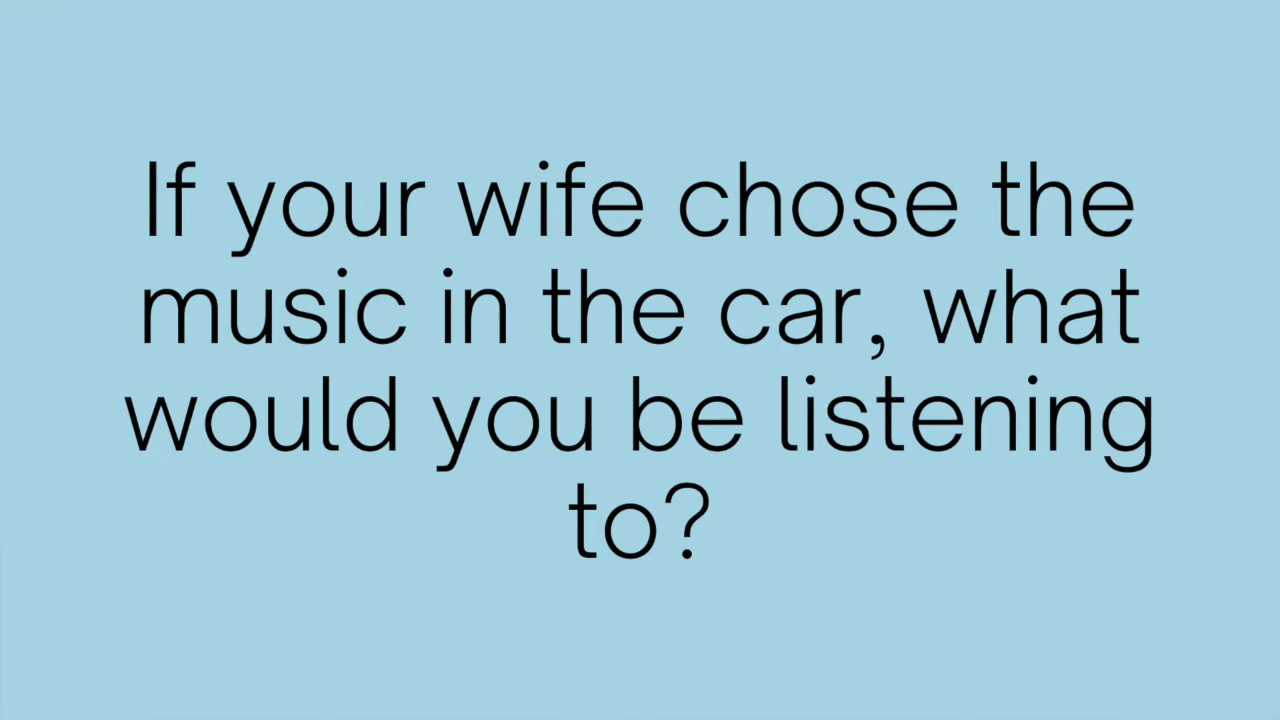 If your wife chose the
music in the car, what
would you be listening
to?